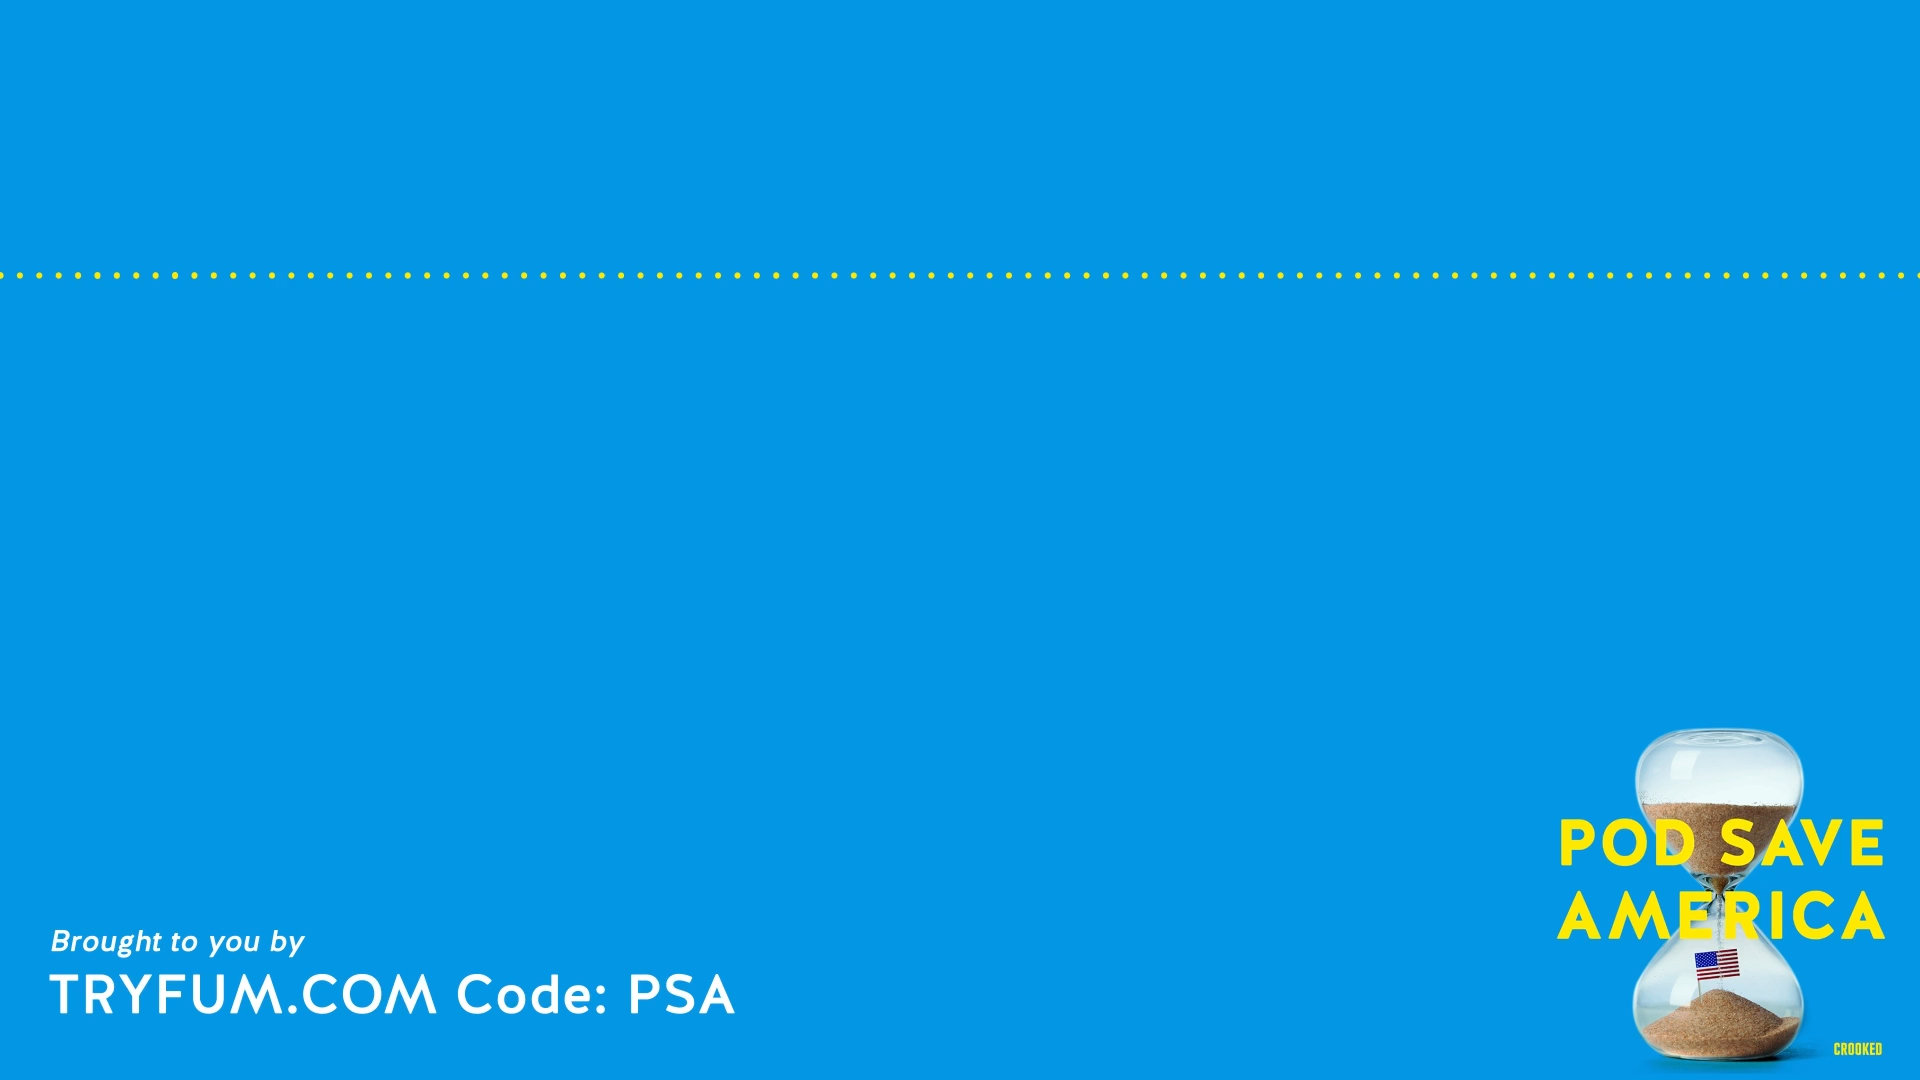 POD SAVE
AMERICA
Brought to you by
TRYFUM.COM Code: PSA
CROOKED